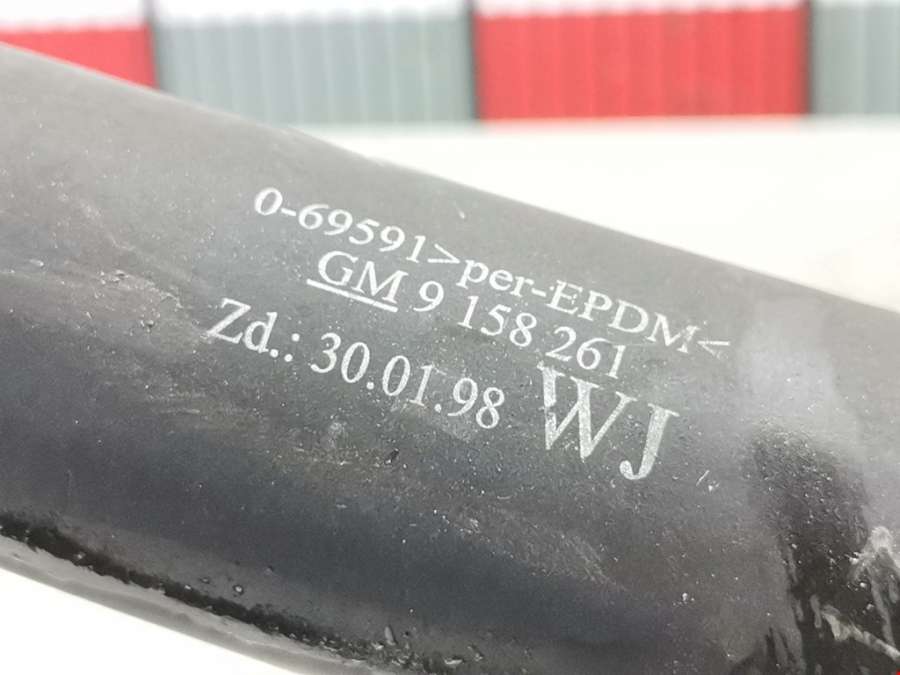 0-69591>per-EPDM<
GM 9 158 261
Zd.: 30.01.98 WJ